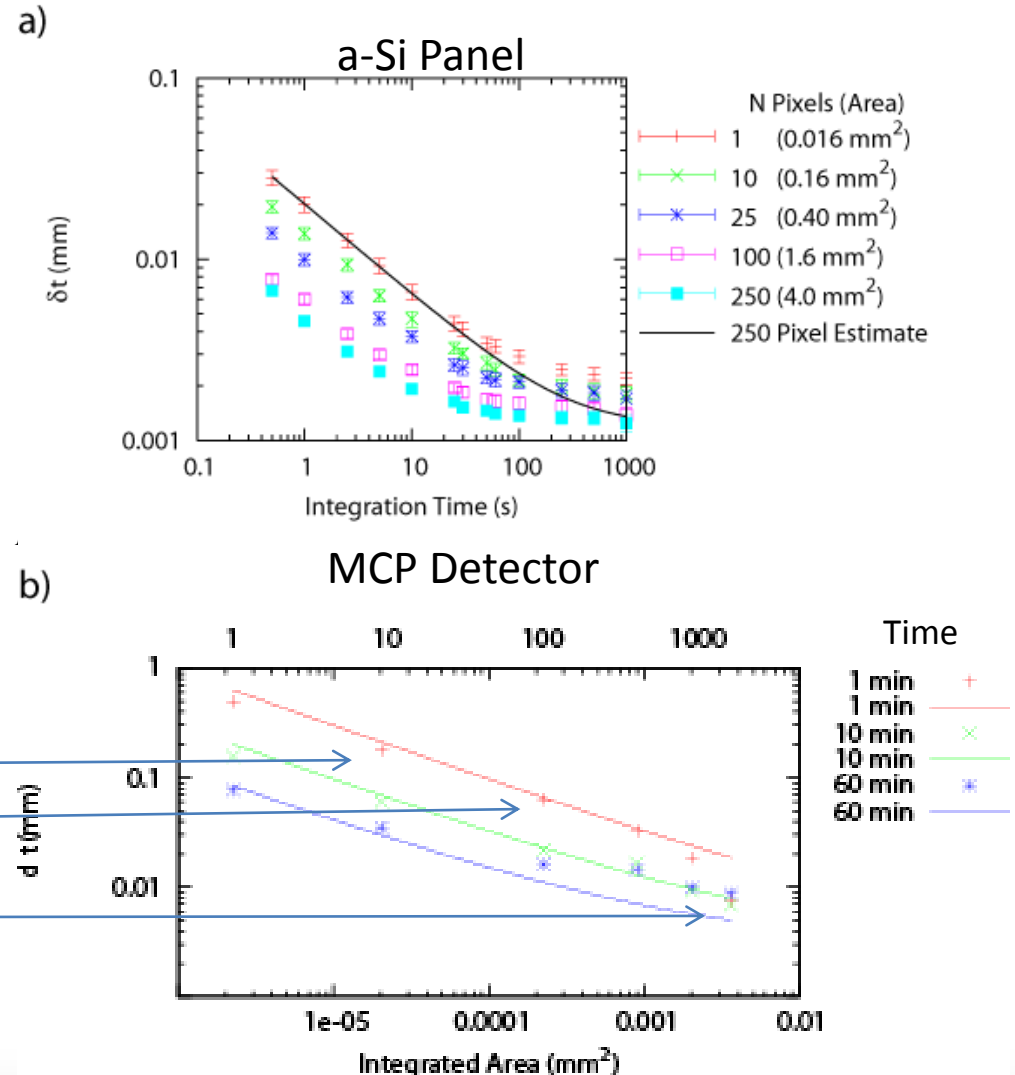 a)
a-Si Panel
0.1
0.01
0.001
δt (mm)
0.1 1 10 100 1000
Integration Time (s)
N Pixels (Area)
1 (0.016 mm²)
10 (0.16 mm²)
25 (0.40 mm²)
100 (1.6 mm²)
250 (4.0 mm²)
250 Pixel Estimate
b)
MCP Detector
1 10 100 1000
1
0.1
0.01
d t (mm)
1e-05 0.0001 0.001 0.01
Integrated Area (mm²)
Time
1 min
1 min
10 min
10 min
60 min
60 min